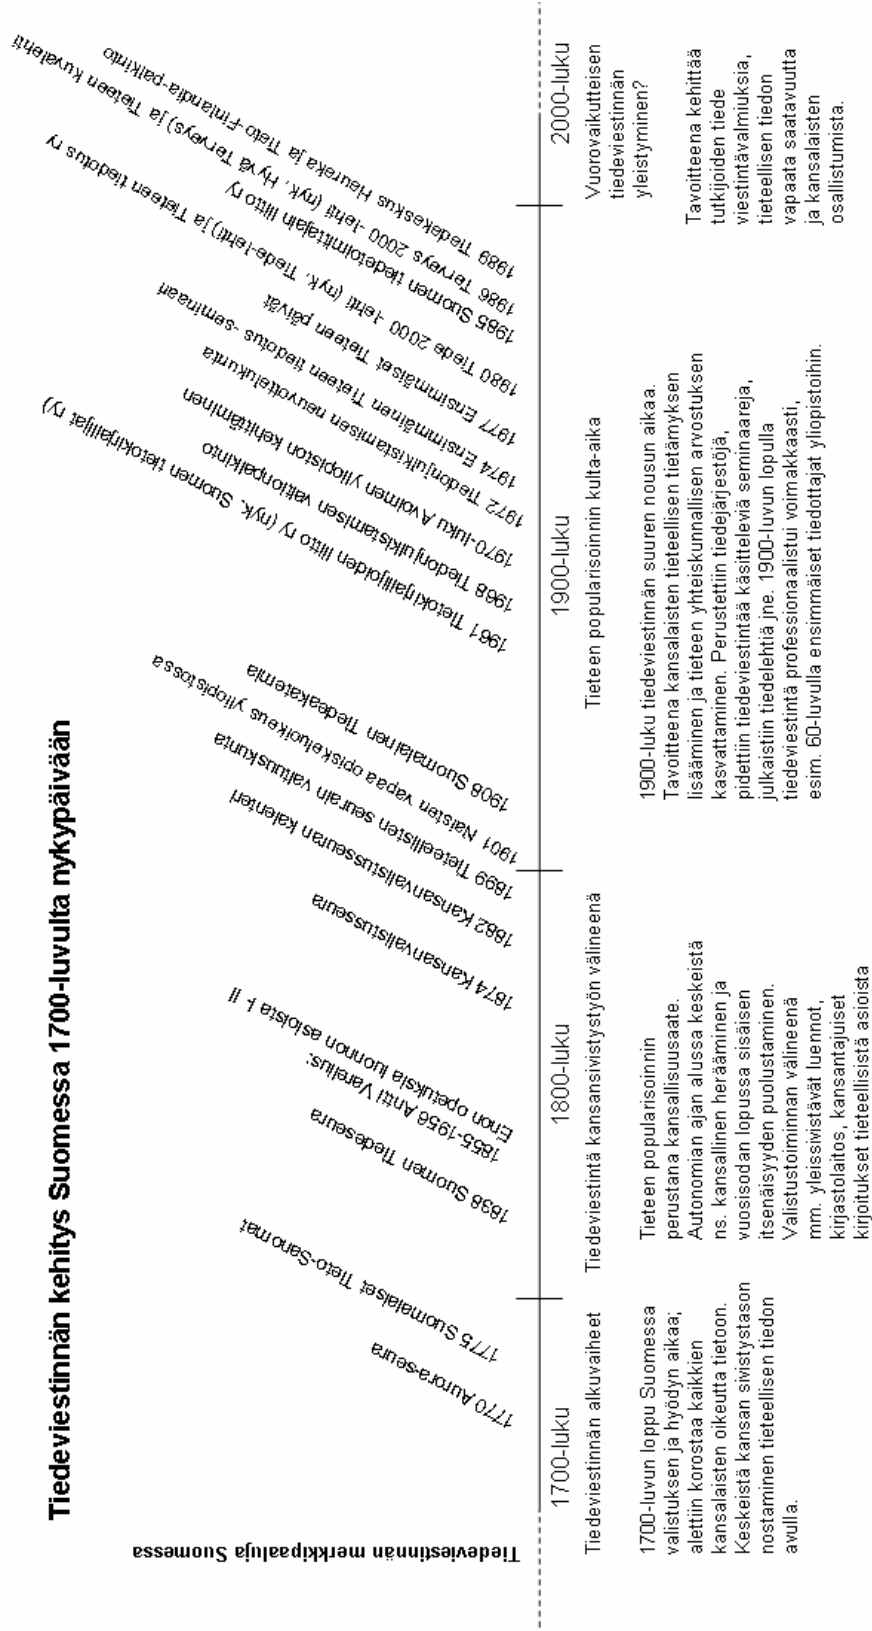 Tiedeviestinnän kehitys Suomessa 1700-luvulta nykypäivään
Tiedeviestinnän merkkipaaluja Suomessa
1770 Aurora-seura
1775 Suomalaiset Tieto-Sanomat
1838 Suomen Tiedeseura
1855-1956 Antti Varelius:
Enon opetuksia luonnon asioista I- II
1874 Kansanvalistusseura
1882 Kansanvalistusseuran kalenteri
1899 Tieteellisten seurain valtuuskunta
1901 Naisten vapaa opiskeluoikeus yliopistossa
1908 Suomalainen Tiedeakatemia
1961 Tietokirjailijoiden liitto ry (nyk. Suomen tietokirjailijat ry)
1968 Tiedonjulkistamisen valtionpalkinto
1970-luku Avoimen yliopiston kehittäminen
1972 Tiedonjulkistamisen neuvottelukunta
1974 Ensimmäinen Tieteen tiedotus -seminaari
1977 Ensimmäiset Tieteen päivät
1980 Tiede 2000 -lehti (nyk. Tiede-lehti) ja Tieteen tiedotus ry
1985 Suomen tiedetoimittajain liitto ry
1986 Terveys 2000 -lehti (nyk. Hyvä Terveys) ja Tieteen kuvalehti
1989 Tiedekeskus Heureka ja Tieto-Finlandia-palkinto
1700-luku
Tiedeviestinnän alkuvaiheet
1700-luvun loppu Suomessa
valistuksen ja hyödyn aikaa;
alettiin korostaa kaikkien
kansalaisten oikeutta tietoon.
Keskeistä kansan sivistystason
nostaminen tieteellisen tiedon
avulla.
1800-luku
Tiedeviestintä kansansivistystyön välineenä
Tieteen popularisoinnin
perustana kansallisuusaate.
Autonomian ajan alussa keskeistä
ns. kansallinen herääminen ja
vuosisodan lopussa sisäisen
itsenäisyyden puolustaminen.
Valistustoiminnan välineenä
mm. yleissivistävät luennot,
kirjastolaitos, kansantajuiset
kirjoitukset tieteellisistä asioista
1900-luku
Tieteen popularisoinnin kulta-aika
1900-luku tiedeviestinnän suuren nousun aikaa.
Tavoitteena kansalaisten tieteellisen tietämyksen
lisääminen ja tieteen yhteiskunnallisen arvostuksen
kasvattaminen. Perustettiin tiedejärjestöjä,
pidettiin tiedeviestintää käsitteleviä seminaareja,
julkaistiin tiedelehtiä jne. 1900-luvun lopulla
tiedeviestintä professionaalistui voimakkaasti,
esim. 60-luvulla ensimmäiset tiedottajat yliopistoihin.
2000-luku
Vuorovaikutteisen
tiedeviestinnän
yleistyminen?
Tavoitteena kehittää
tutkijoiden tiede
viestintävalmiuksia,
tieteellisen tiedon
vapaata saatavuutta
ja kansalaisten
osallistumista.